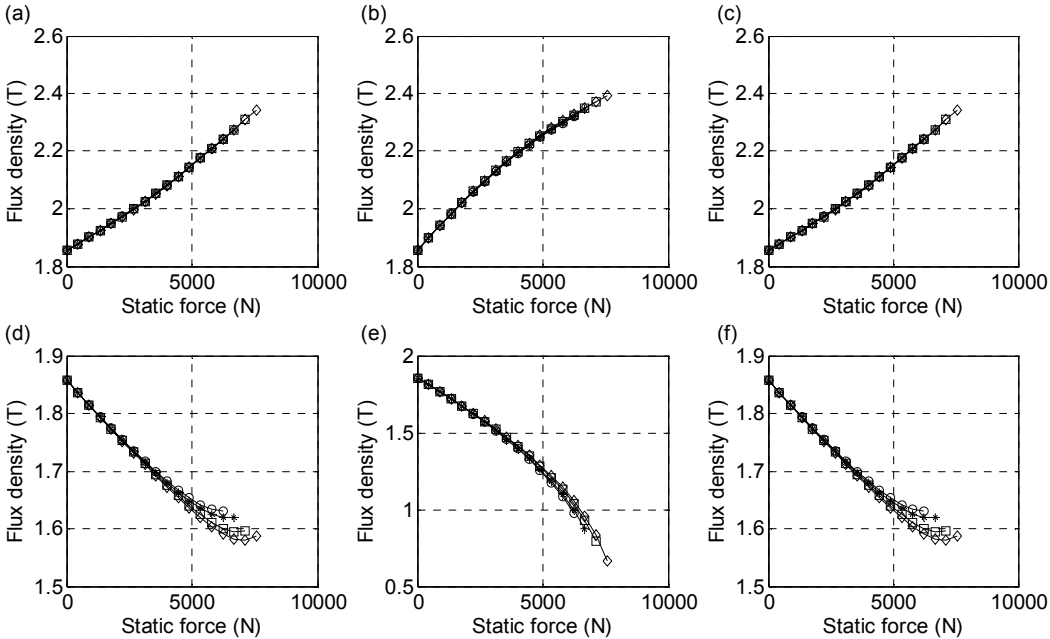 (a) (b) (c)
2.6 2.6 2.6
2.4 2.4 2.4
2.2 2.2 2.2
2 2 2
1.8 1.8 1.8
Flux density (T) Flux density (T) Flux density (T)
0 5000 10000 0 5000 10000 0 5000 10000
Static force (N) Static force (N) Static force (N)
(d) (e) (f)
1.9 2 1.9
1.8 1.5 1.8
1.7 1 1.7
1.6 0.5 1.6
1.5 1.5
Flux density (T) Flux density (T) Flux density (T)
0 5000 10000 0 5000 10000 0 5000 10000
Static force (N) Static force (N) Static force (N)